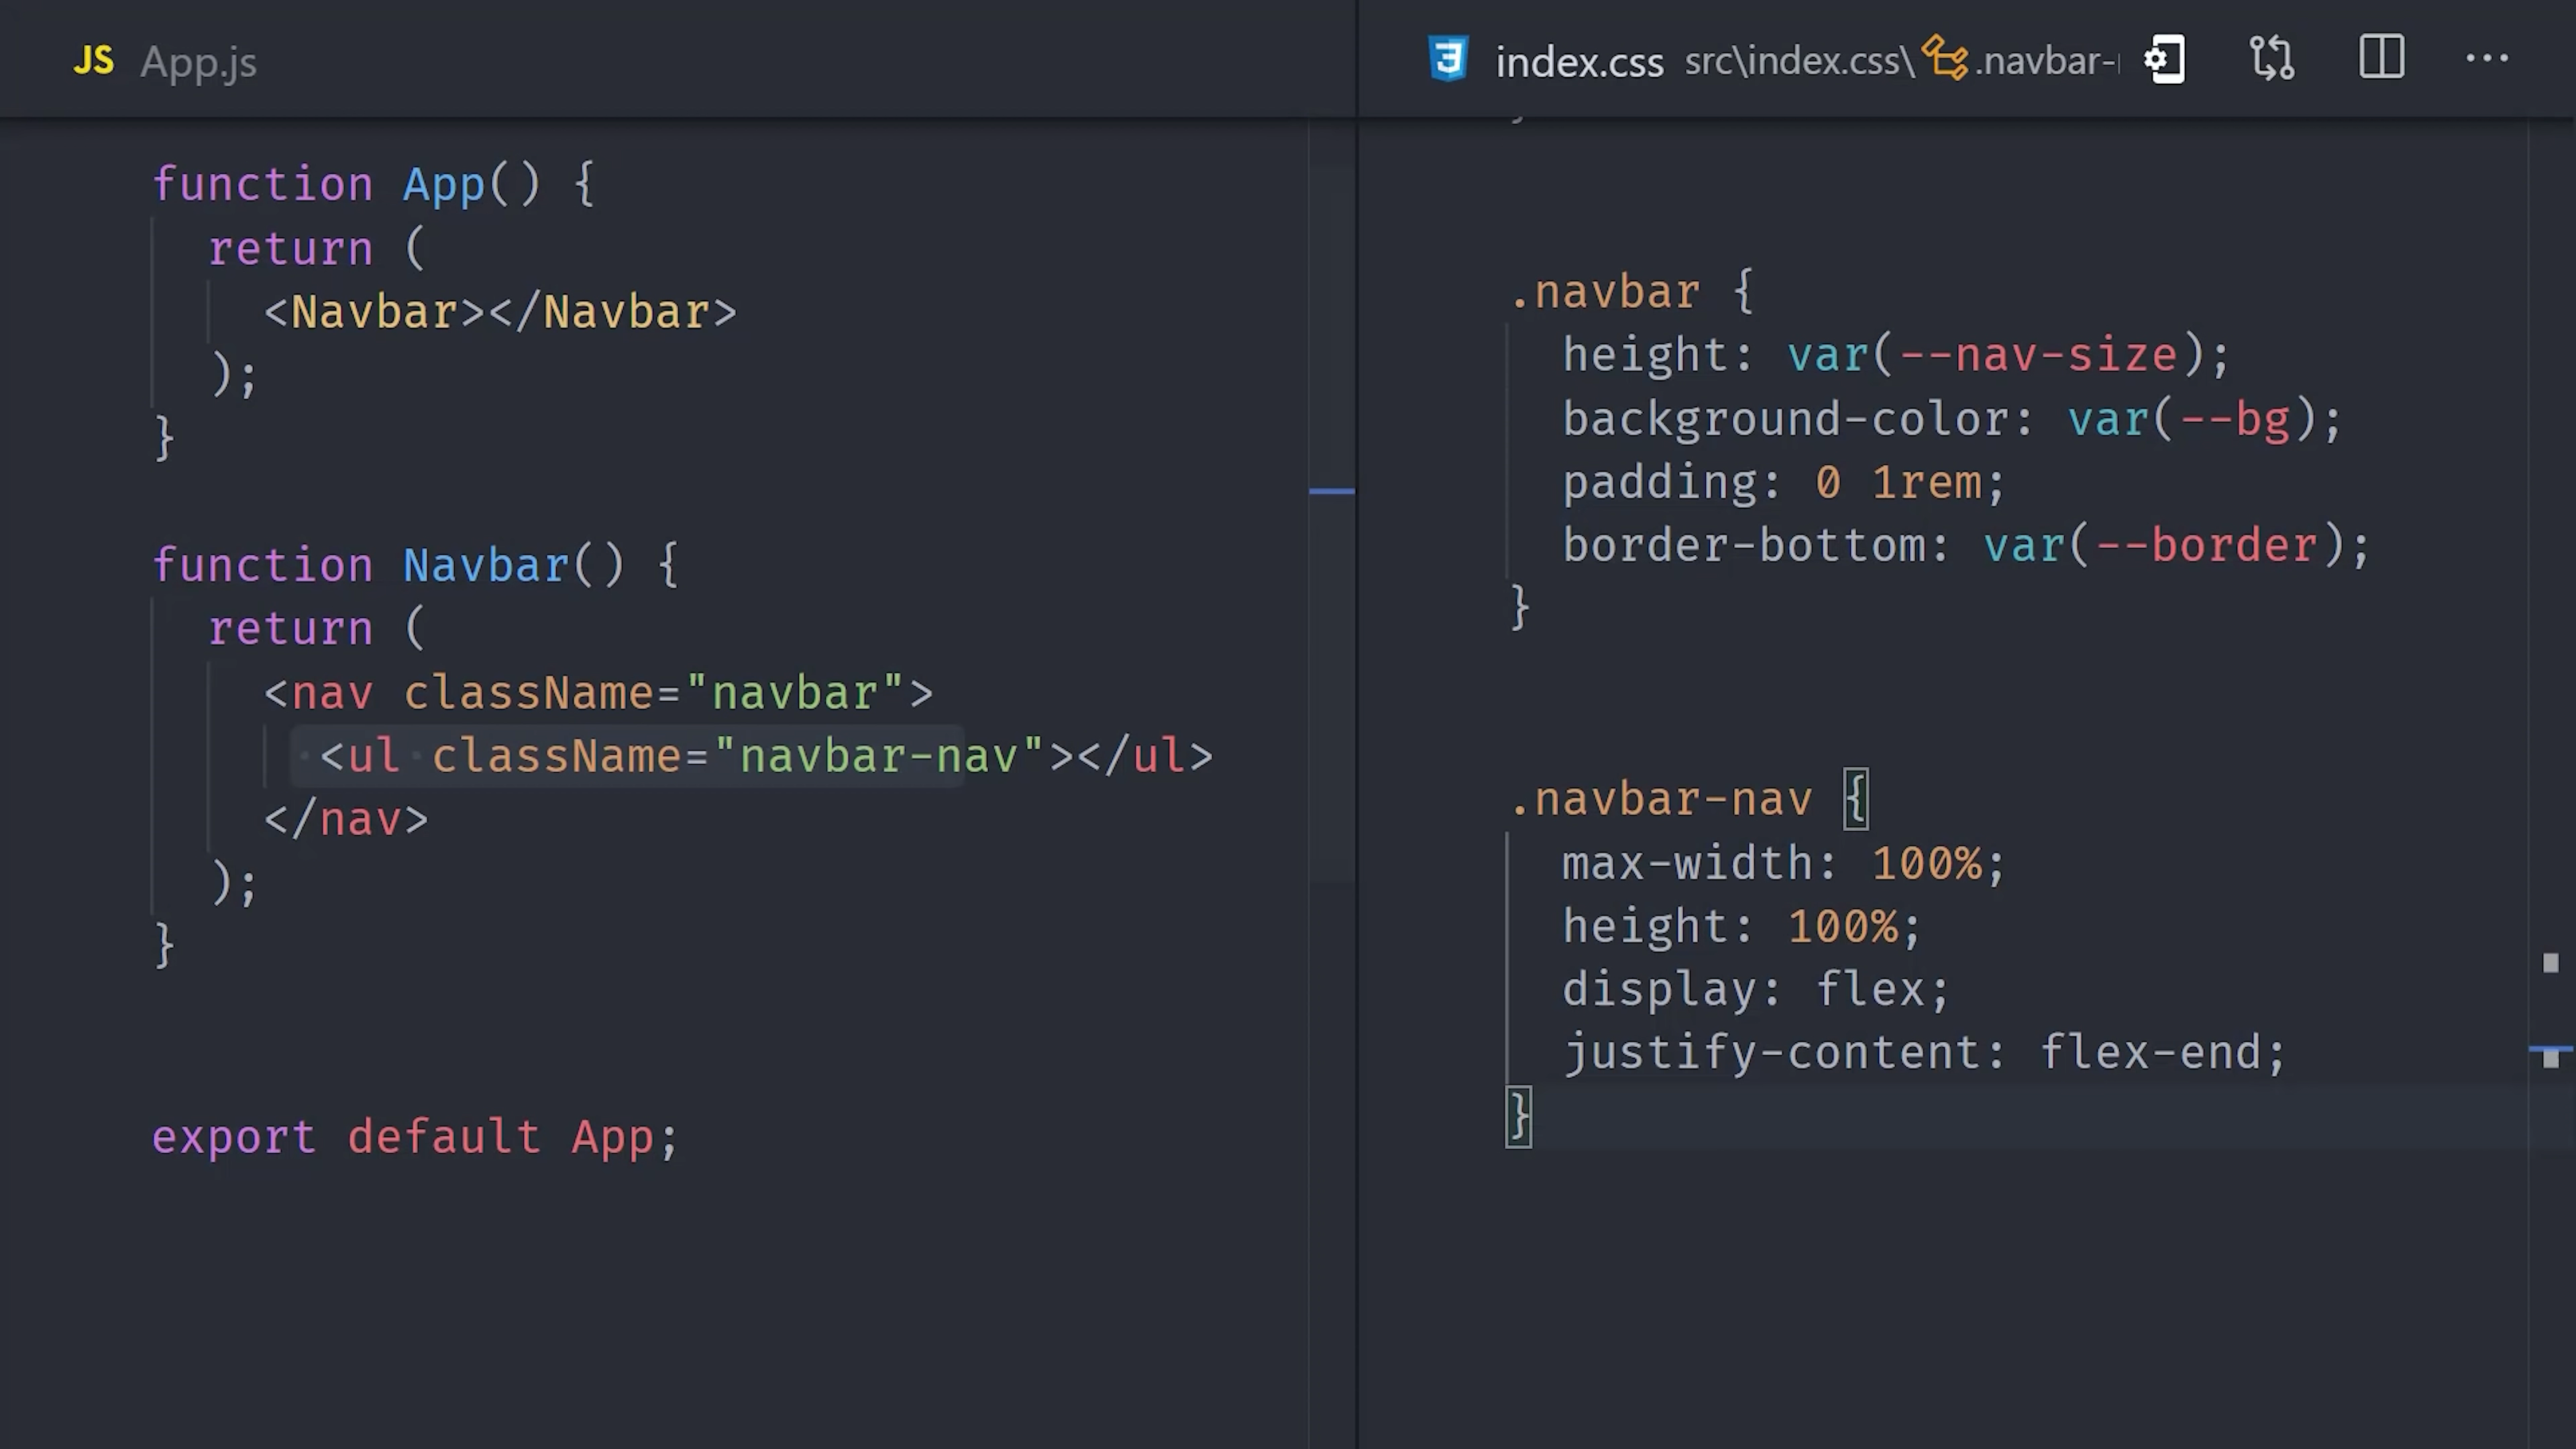 JS App.js
function App() {
return (
<Navbar></Navbar>
);
}
function Navbar() {
return (
<nav className="navbar">
<ul className="navbar-nav"></ul>
</nav>
);
}
export default App;
index.css src\index.css\ .navbar-
}
.navbar {
height: var(--nav-size);
background-color: var(--bg);
padding: 0 1rem;
border-bottom: var(--border);
}
.navbar-nav {
max-width: 100%;
height: 100%;
display: flex;
justify-content: flex-end;
}